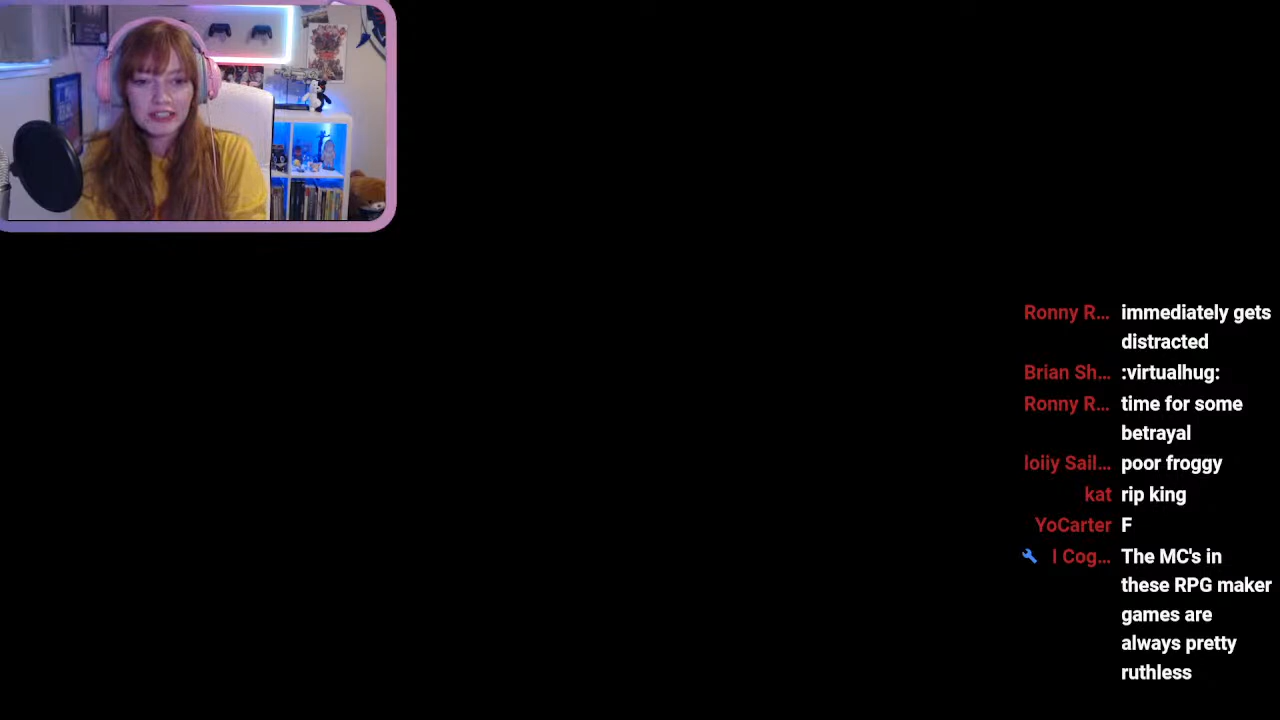 Ronny R... immediately gets
distracted
Brian Sh... :virtualhug:
Ronny R... time for some
betrayal
loiiy Sail... poor froggy
kat rip king
YoCarter F
I Cog... The MC's in
these RPG maker
games are
always pretty
ruthless